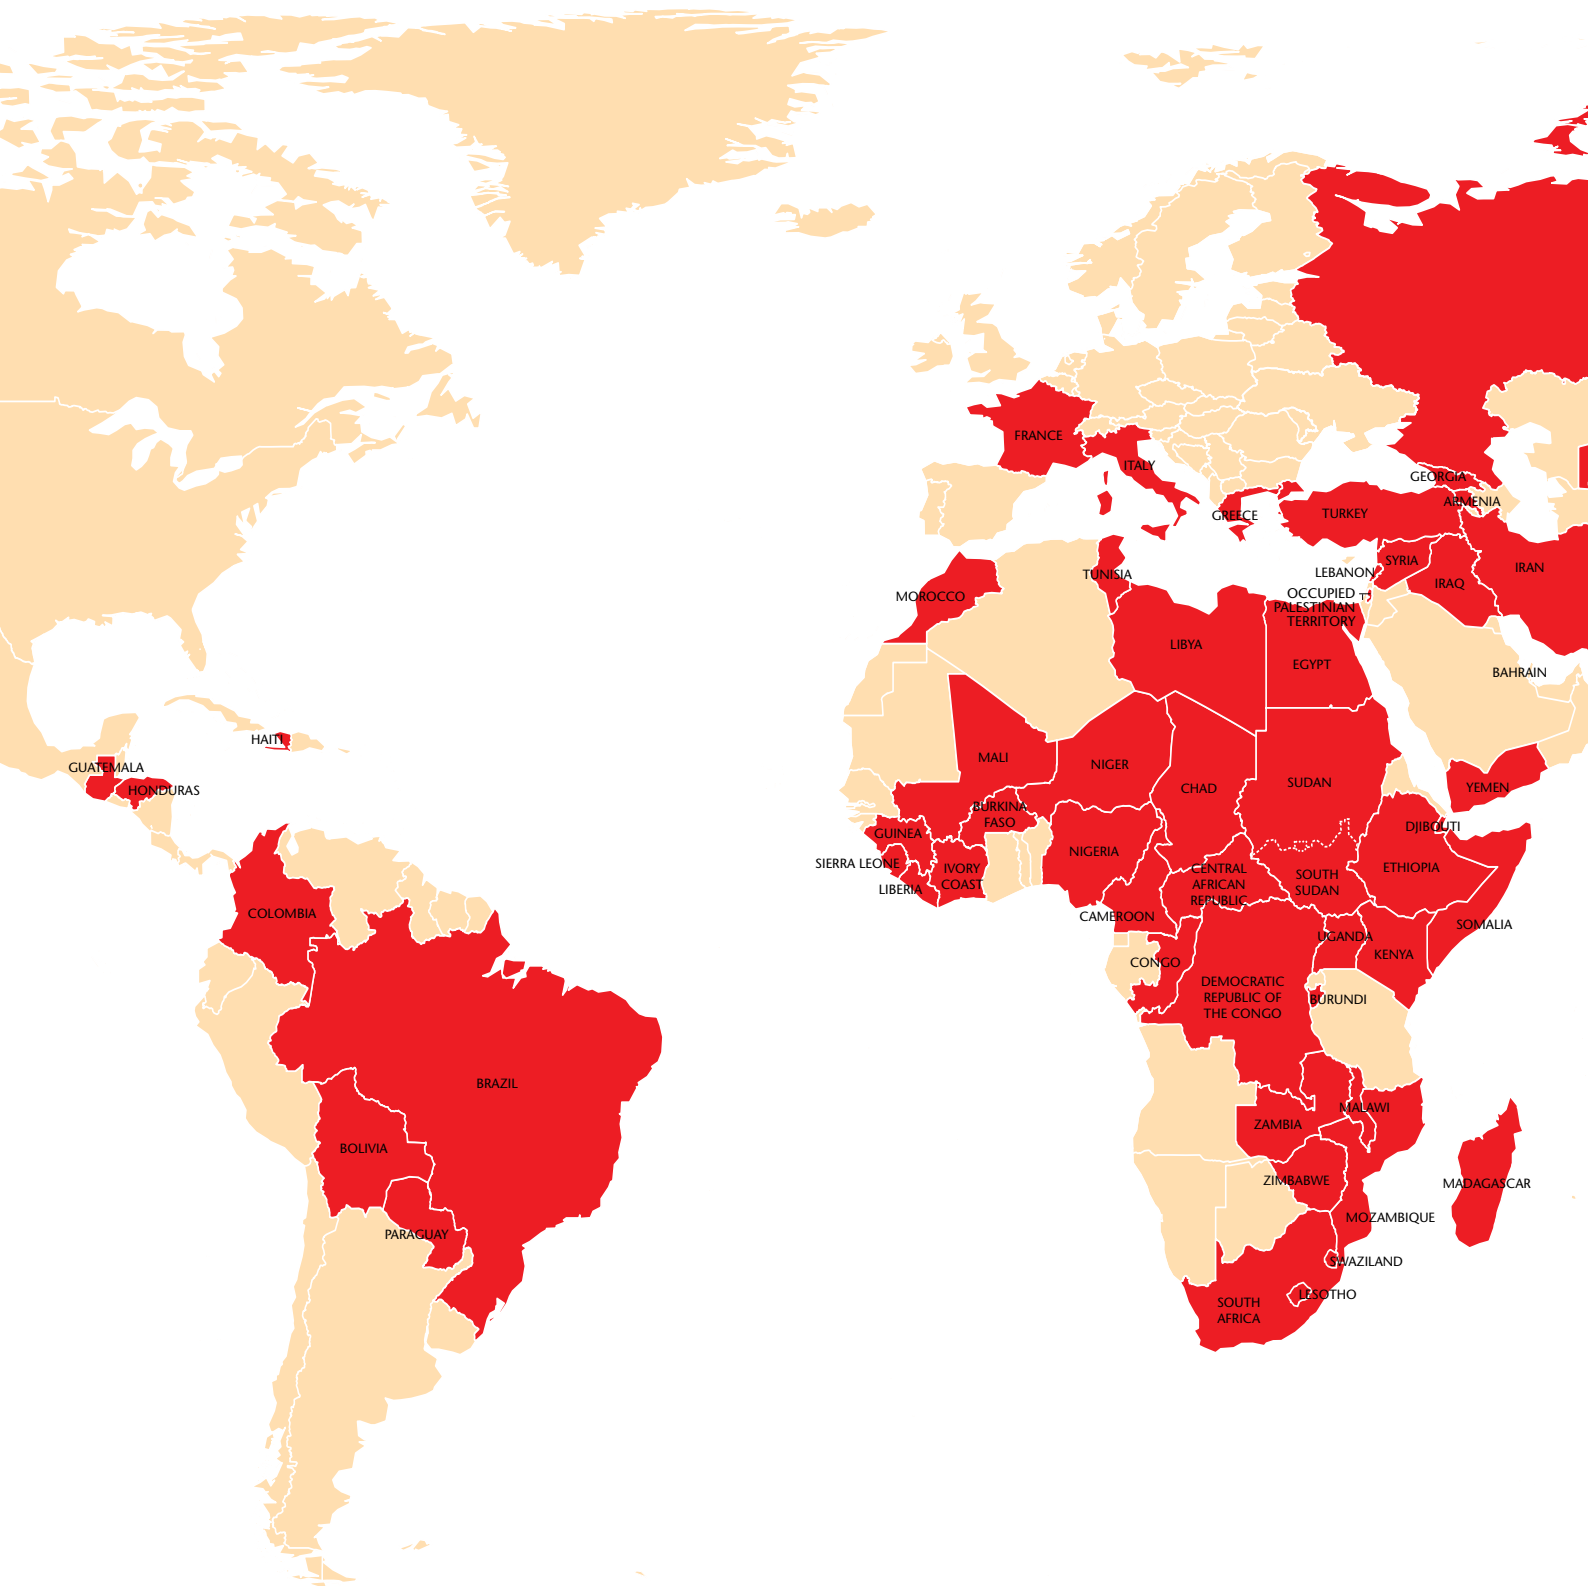 FRANCE
ITALY
GEORGIA
ARMENIA
GREECE
TURKEY
SYRIA
LEBANON
IRAQ
IRAN
TUNISIA
MOROCCO
OCCUPIED
PALESTINIAN
TERRITORY
LIBYA
EGYPT
BAHRAIN
HAITI
GUATEMALA
HONDURAS
MALI
NIGER
CHAD
SUDAN
YEMEN
BURKINA
FASO
GUINEA
DJIBOUTI
NIGERIA
SIERRA LEONE
IVORY
COAST
LIBERIA
CENTRAL
AFRICAN
REPUBLIC
SOUTH
SUDAN
ETHIOPIA
COLOMBIA
CAMEROON
SOMALIA
UGANDA
KENYA
CONGO
DEMOCRATIC
REPUBLIC OF
THE CONGO
BURUNDI
BRAZIL
MALAWI
ZAMBIA
BOLIVIA
ZIMBABWE
MADAGASCAR
MOZAMBIQUE
PARAGUAY
SWAZILAND
LESOTHO
SOUTH
AFRICA